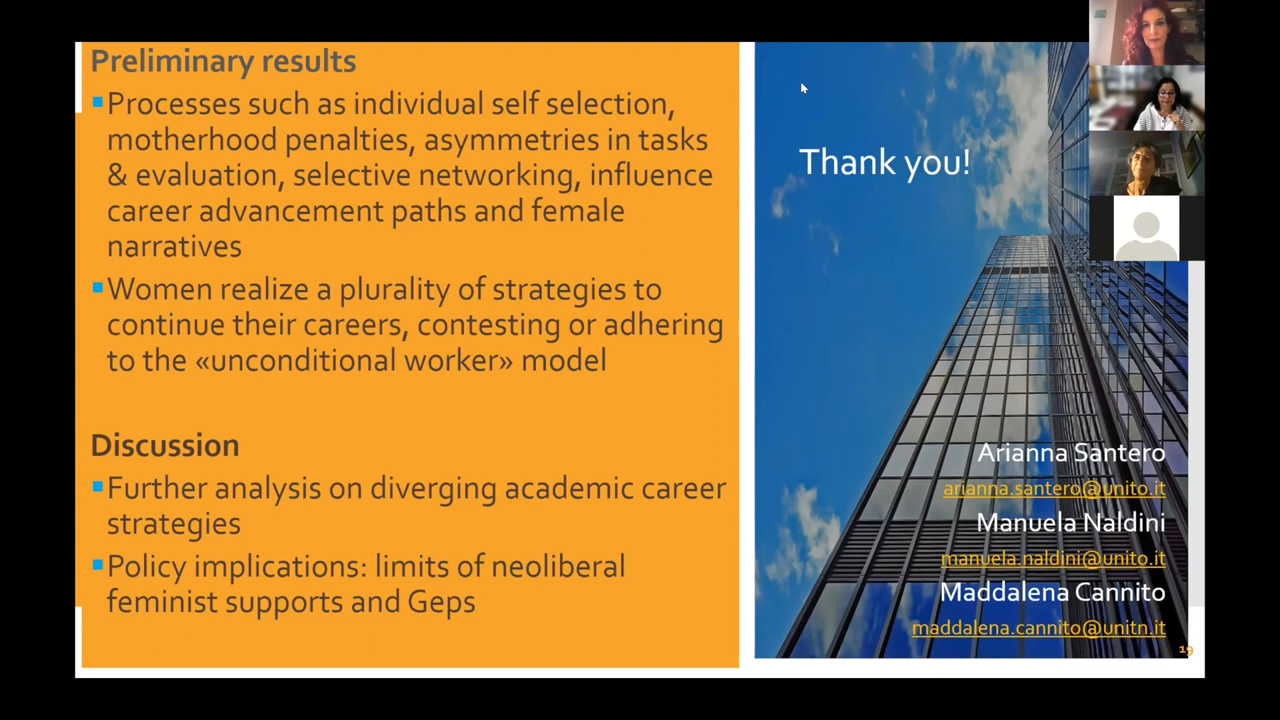 Preliminary results
▪Processes such as individual self selection,
motherhood penalties, asymmetries in tasks
& evaluation, selective networking, influence
career advancement paths and female
narratives
▪Women realize a plurality of strategies to
continue their careers, contesting or adhering
to the «unconditional worker» model
Discussion
▪Further analysis on diverging academic career
strategies
▪Policy implications: limits of neoliberal
feminist supports and Geps
Thank you!
Arianna Santero
arianna.santero@unito.it
Manuela Naldini
manuela.naldini@unito.it
Maddalena Cannito
maddalena.cannito@unitn.it
19